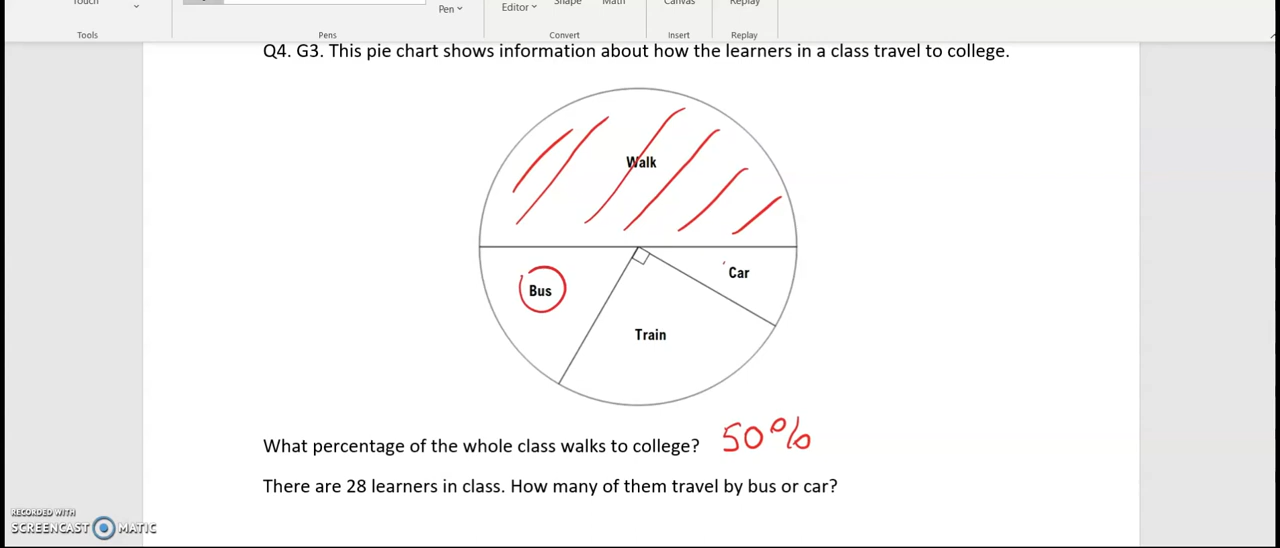 Touch
Pen
Editor
Shape
Math
Canvas
Replay
Tools
Pens
Convert
Insert
Replay
Q4. G3. This pie chart shows information about how the learners in a class travel to college.
Walk
Bus
Car
Train
What percentage of the whole class walks to college? 50%
There are 28 learners in class. How many of them travel by bus or car?
RECORDED WITH
SCREENCAST MATIC